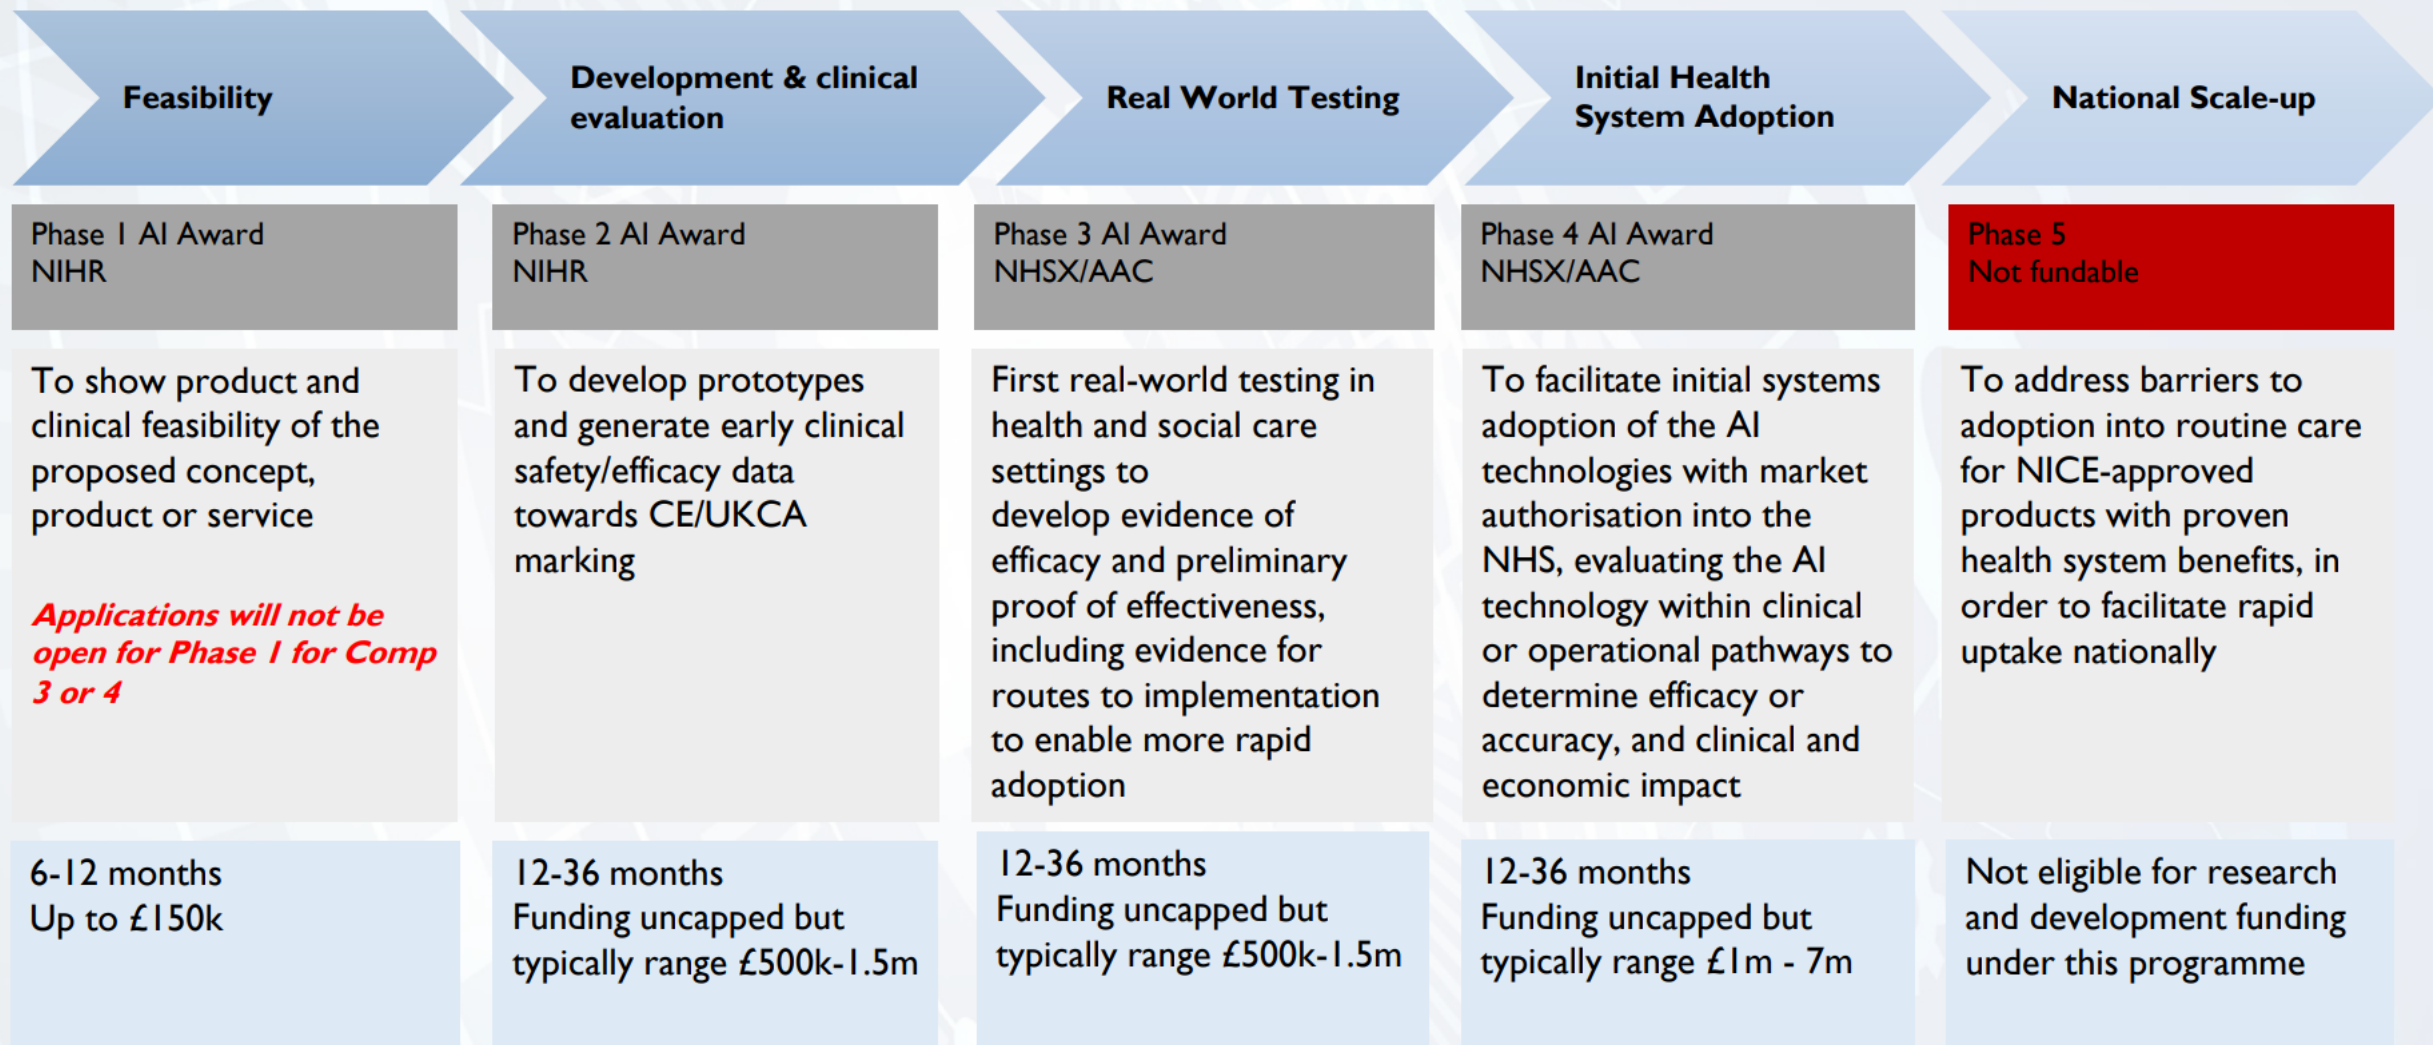 Feasibility
Development & clinical
evaluation
Real World Testing
Initial Health
System Adoption
National Scale-up
Phase 1 AI Award
NIHR
Phase 2 AI Award
NIHR
Phase 3 AI Award
NHSX/AAC
Phase 4 AI Award
NHSX/AAC
Phase 5
Not fundable
To show product and
clinical feasibility of the
proposed concept,
product or service
Applications will not be
open for Phase 1 for Comp
3 or 4
To develop prototypes
and generate early clinical
safety/efficacy data
towards CE/UKCA
marking
First real-world testing in
health and social care
settings to
develop evidence of
efficacy and preliminary
proof of effectiveness,
including evidence for
routes to implementation
to enable more rapid
adoption
To facilitate initial systems
adoption of the AI
technologies with market
authorisation into the
NHS, evaluating the AI
technology within clinical
or operational pathways to
determine efficacy or
accuracy, and clinical and
economic impact
To address barriers to
adoption into routine care
for NICE-approved
products with proven
health system benefits, in
order to facilitate rapid
uptake nationally
6-12 months
Up to £150k
12-36 months
Funding uncapped but
typically range £500k-1.5m
12-36 months
Funding uncapped but
typically range £500k-1.5m
12-36 months
Funding uncapped but
typically range £1m - 7m
Not eligible for research
and development funding
under this programme